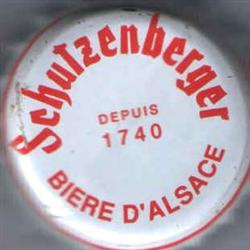 Schutzenberger
DEPUIS
1740
BIERE D'ALSACE